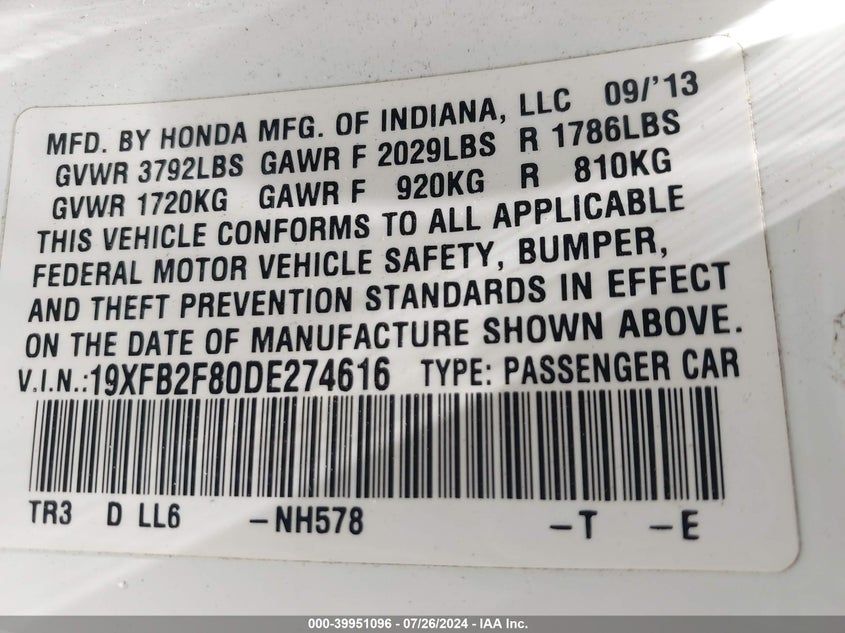 MFD. BY HONDA MFG. OF INDIANA, LLC 09/'13
GVWR 3792LBS GAWR F 2029LBS R 1786LBS
GVWR 1720KG GAWR F 920KG R 810KG
THIS VEHICLE CONFORMS TO ALL APPLICABLE
FEDERAL MOTOR VEHICLE SAFETY, BUMPER,
AND THEFT PREVENTION STANDARDS IN EFFECT
ON THE DATE OF MANUFACTURE SHOWN ABOVE.
V.I.N.:19XFB2F80DE274616 TYPE: PASSENGER CAR
TR3 D LL6 -NH578 -T -E
000-39951096 - 07/26/2024 - IAA Inc.